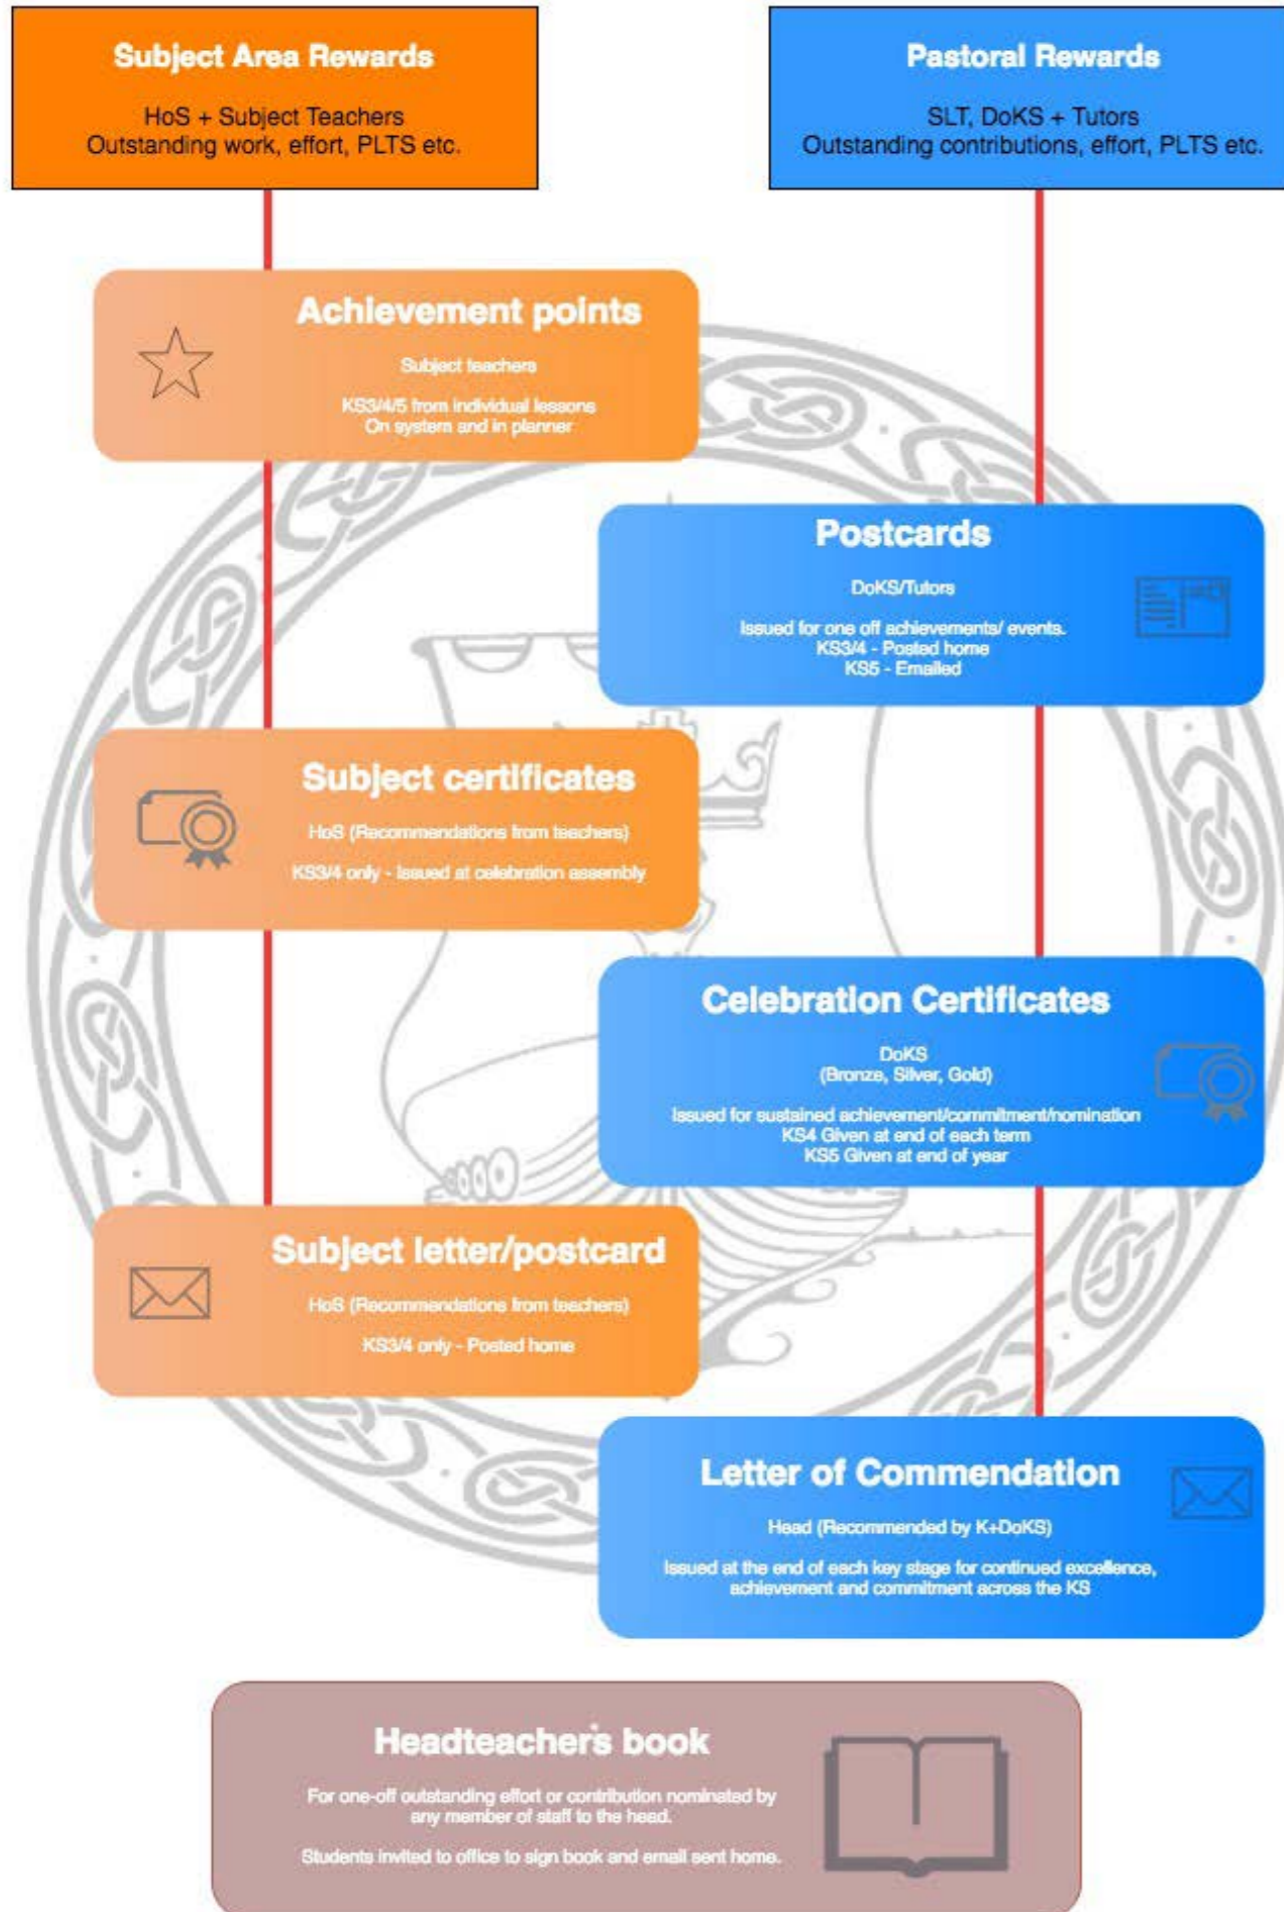 Subject Area Rewards
HoS + Subject Teachers
Outstanding work, effort, PLTS etc.
Pastoral Rewards
SLT, DoKS + Tutors
Outstanding contributions, effort, PLTS etc.
Achievement points
Subject teachers
KS3/4/5 from individual lessons
On system and in planner
Postcards
DoKS/Tutors
Issued for one off achievements/ events.
KS3/4 - Posted home
KS5 - Emailed
Subject certificates
HoS (Recommendations from teachers)
KS3/4 only - Issued at celebration assembly
Celebration Certificates
DoKS
(Bronze, Silver, Gold)
Issued for sustained achievement/commitment/nomination
KS4 Given at end of each term
KS5 Given at end of year
Subject letter/postcard
HoS (Recommendations from teachers)
KS3/4 only - Posted home
Letter of Commendation
Head (Recommended by K+DoKS)
Issued at the end of each key stage for continued excellence,
achievement and commitment across the KS
Headteacher's book
For one-off outstanding effort or contribution nominated by
any member of staff to the head.
Students invited to office to sign book and email sent home.